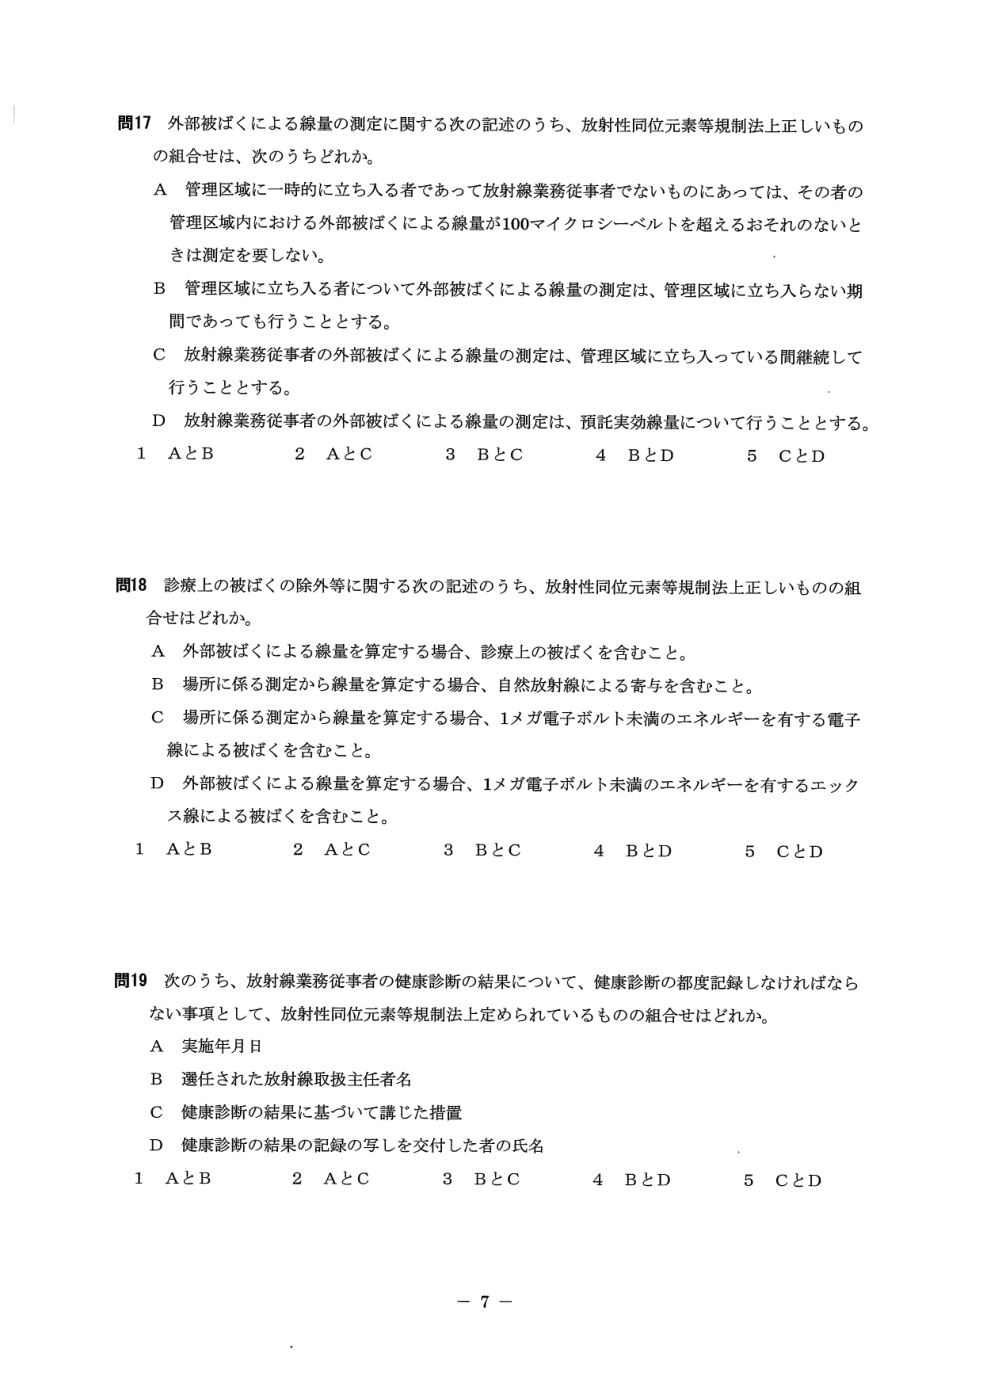 問17 外部被ばくによる線量の測定に関する次の記述のうち、放射性同位元素等規制法上正しいもの
の組合せは、次のうちどれか。
A 管理区域に一時的に立ち入る者であって放射線業務従事者でないものにあっては、その者の
管理区域内における外部被ばくによる線量が100マイクロシーベルトを超えるおそれのないと
きは測定を要しない。
B 管理区域に立ち入る者について外部被ばくによる線量の測定は、管理区域に立ち入らない期
間であっても行うこととする。
C 放射線業務従事者の外部被ばくによる線量の測定は、管理区域に立ち入っている間継続して
行うこととする。
D 放射線業務従事者の外部被ばくによる線量の測定は、預託実効線量について行うこととする。
1 AとB 2 AとC 3 BとC 4 BとD 5 CとD
問18 診療上の被ばくの除外等に関する次の記述のうち、放射性同位元素等規制法上正しいものの組
合せはどれか。
A 外部被ばくによる線量を算定する場合、診療上の被ばくを含むこと。
B 場所に係る測定から線量を算定する場合、自然放射線による寄与を含むこと。
C 場所に係る測定から線量を算定する場合、1メガ電子ボルト未満のエネルギーを有する電子
線による被ばくを含むこと。
D 外部被ばくによる線量を算定する場合、1メガ電子ボルト未満のエネルギーを有するエック
ス線による被ばくを含むこと。
1 AとB 2 AとC 3 BとC 4 BとD 5 CとD
問19 次のうち、放射線業務従事者の健康診断の結果について、健康診断の都度記録しなければなら
ない事項として、放射性同位元素等規制法上定められているものの組合せはどれか。
A 実施年月日
B 選任された放射線取扱主任者名
C 健康診断の結果に基づいて講じた措置
D 健康診断の結果の記録の写しを交付した者の氏名
1 AとB 2 AとC 3 BとC 4 BとD 5 CとD
— 7 —